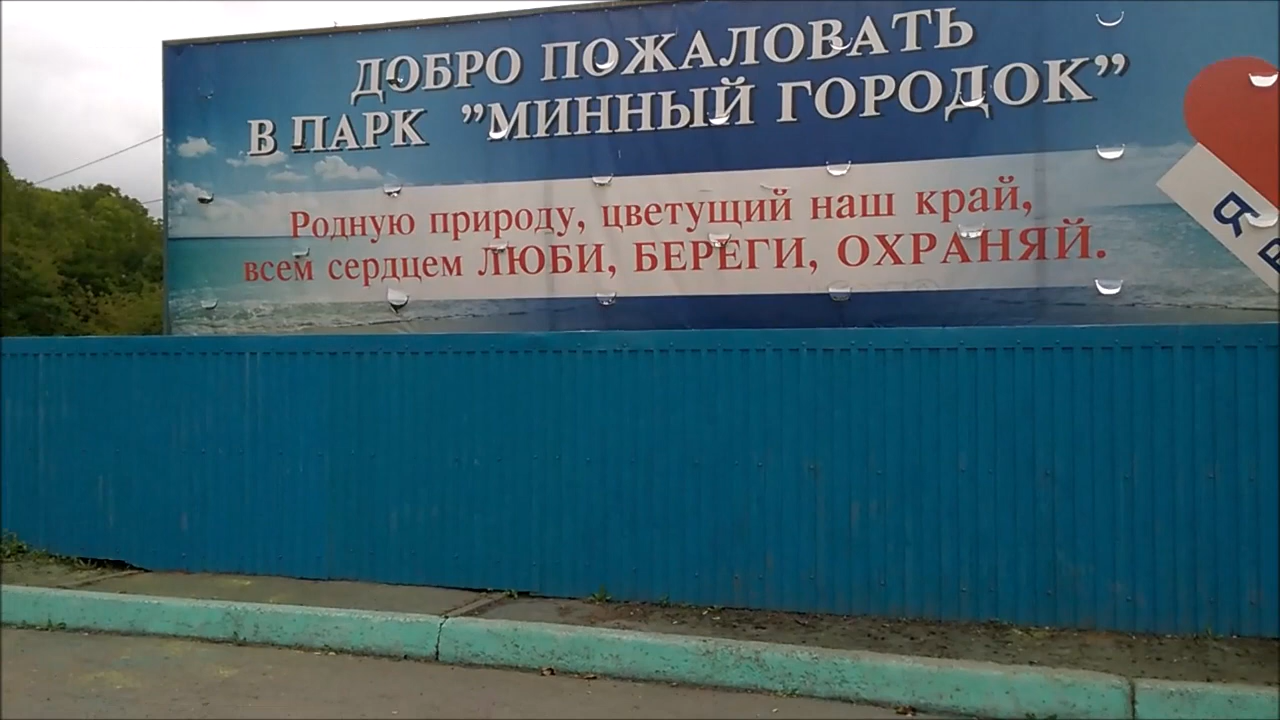 ДОБРО ПОЖАЛОВАТЬ
В ПАРК "МИННЫЙ ГОРОДОК"
Родную природу, цветущий наш край,
всем сердцем ЛЮБИ, БЕРЕГИ, ОХРАНЯЙ.
Я